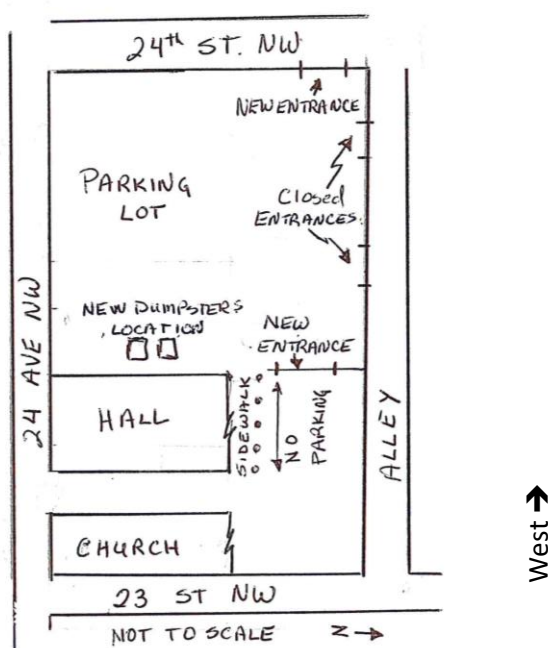 24th ST. NW
NEW ENTRANCE
PARKING
LOT
Closed
ENTRANCES
NEW DUMPSTERS
LOCATION
NEW
ENTRANCE
24 AVE NW
HALL
SIDEWALK
NO
PARKING
ALLEY
CHURCH
23 ST NW
NOT TO SCALE
N →
West →